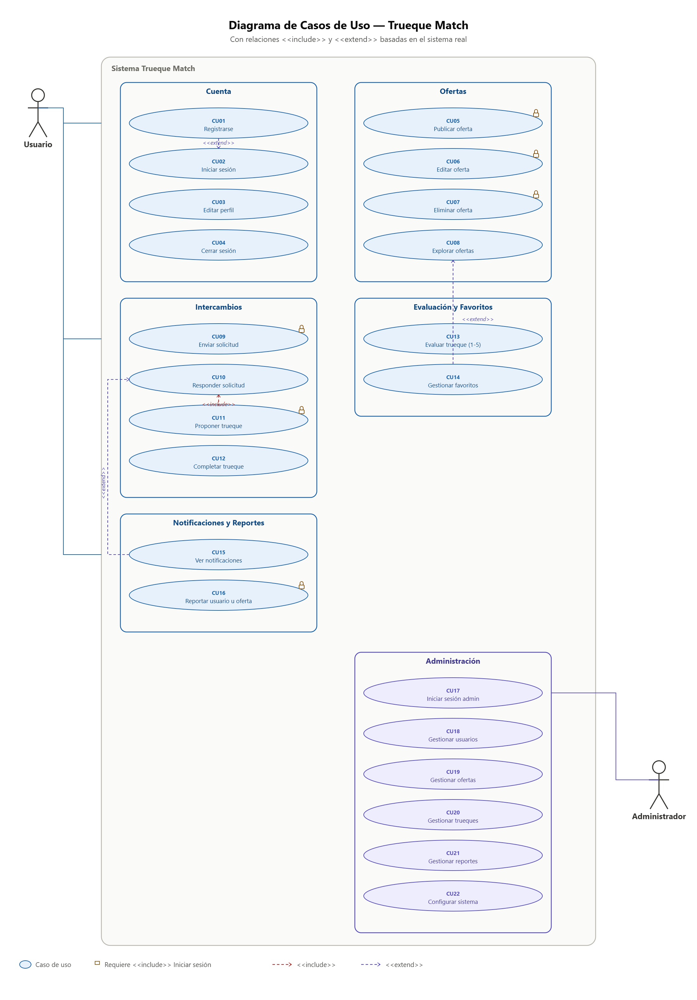 Diagrama de Casos de Uso — Trueque Match
Con relaciones <<include>> y <<extend>> basadas en el sistema real
Sistema Trueque Match
Usuario
Cuenta
CU01
Registrarse
<<extend>>
CU02
Iniciar sesión
CU03
Editar perfil
CU04
Cerrar sesión
Ofertas
CU05
Publicar oferta
CU06
Editar oferta
CU07
Eliminar oferta
CU08
Explorar ofertas
Intercambios
CU09
Enviar solicitud
CU10
Responder solicitud
<<include>>
CU11
Proponer trueque
CU12
Completar trueque
<<extend>>
Evaluación y Favoritos
<<extend>>
CU13
Evaluar trueque (1-5)
CU14
Gestionar favoritos
Notificaciones y Reportes
CU15
Ver notificaciones
CU16
Reportar usuario u oferta
Administración
CU17
Iniciar sesión admin
CU18
Gestionar usuarios
CU19
Gestionar ofertas
CU20
Gestionar trueques
CU21
Gestionar reportes
CU22
Configurar sistema
Administrador
Caso de uso
Requiere <<include>> Iniciar sesión
<<include>>
<<extend>>